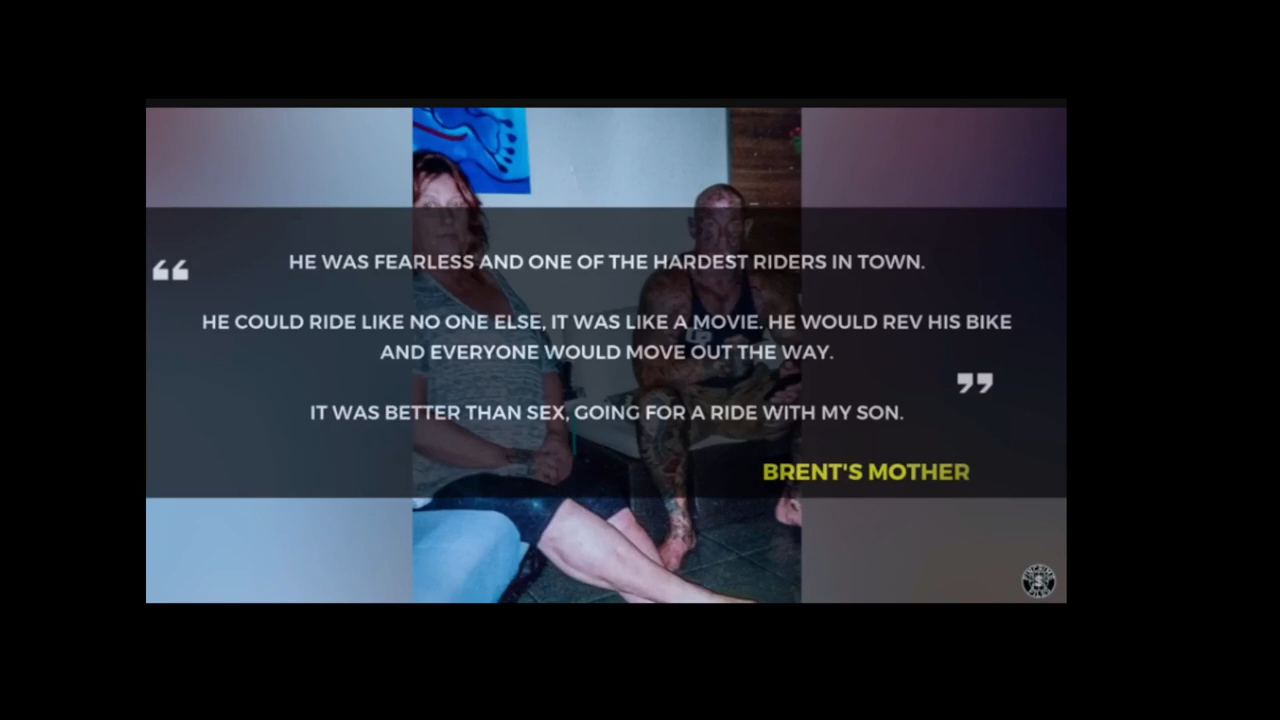 “
HE WAS FEARLESS AND ONE OF THE HARDEST RIDERS IN TOWN.
HE COULD RIDE LIKE NO ONE ELSE, IT WAS LIKE A MOVIE. HE WOULD REV HIS BIKE
AND EVERYONE WOULD MOVE OUT THE WAY.
”
IT WAS BETTER THAN SEX, GOING FOR A RIDE WITH MY SON.
BRENT'S MOTHER